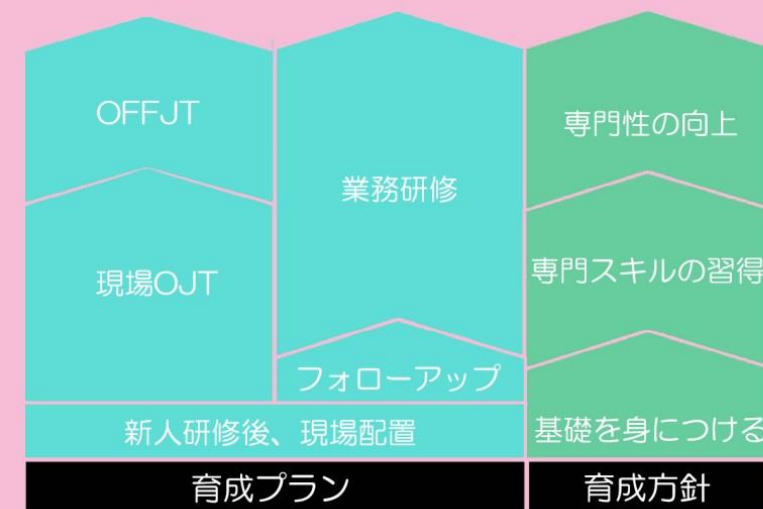 OFFJT
専門性の向上
業務研修
専門スキルの習得
現場OJT
フォローアップ
新人研修後、現場配置
基礎を身につける
育成プラン
育成方針